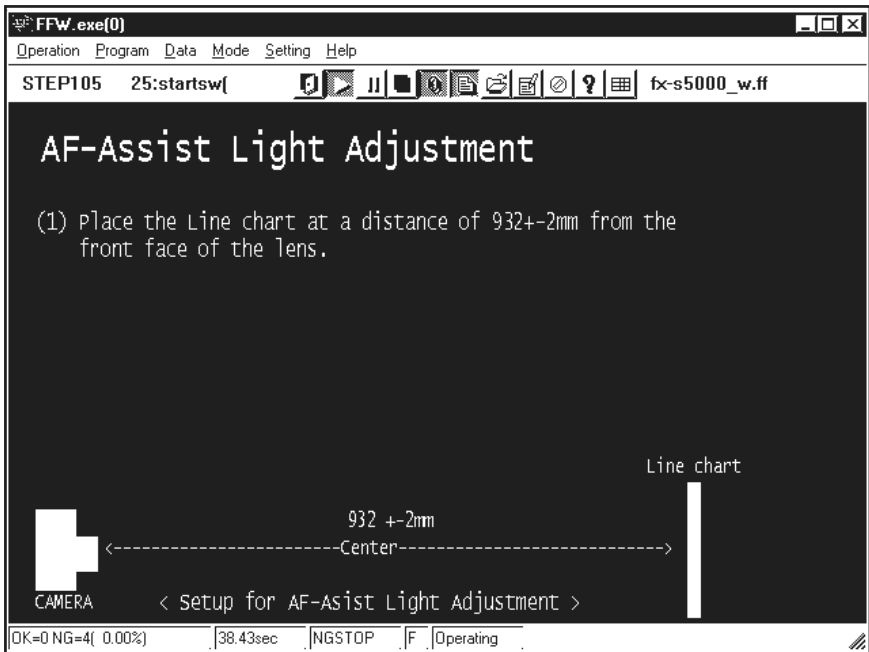 FFW.exe(0)
Operation Program Data Mode Setting Help
STEP105 25:startsw( fx-s5000_w.ff
AF-Assist Light Adjustment
(1) Place the Line chart at a distance of 932+-2mm from the
front face of the lens.
Line chart
932 +-2mm
<-----------------------Center--------------------------->
CAMERA < Setup for AF-Asist Light Adjustment >
OK=0 NG=4( 0.00%) 38.43sec NGSTOP F Operating